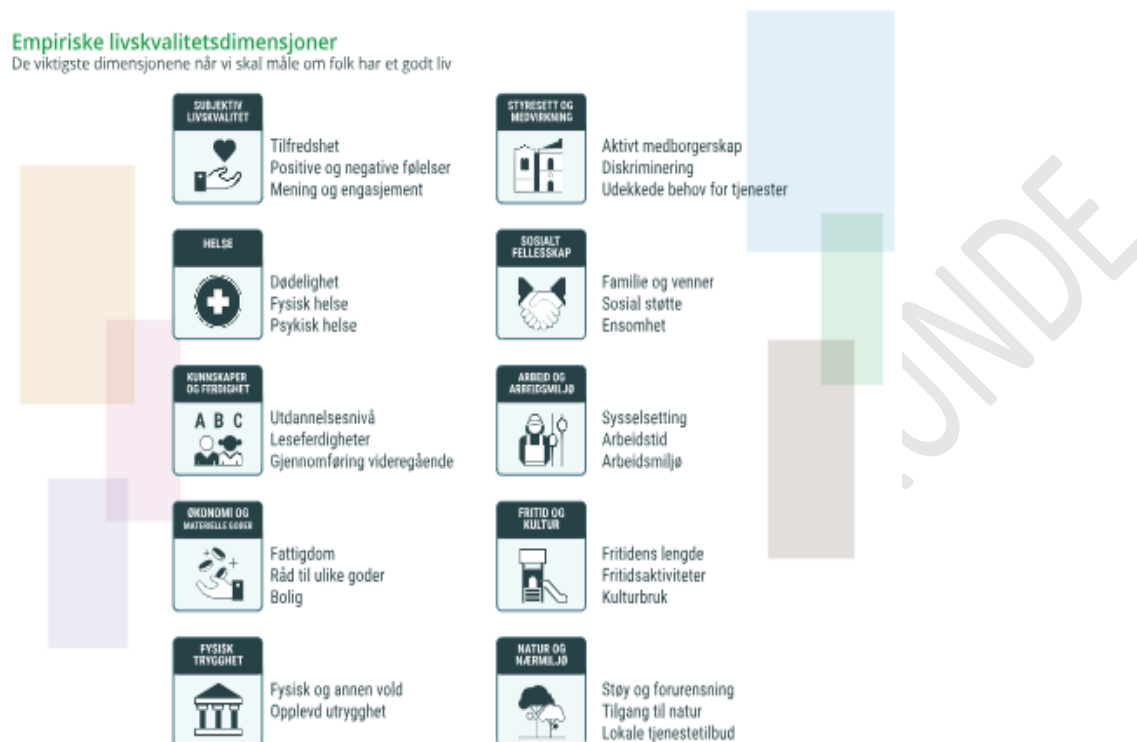 Empiriske livskvalitetsdimensjoner
De viktigste dimensjonene når vi skal måle om folk har et godt liv
SUBJEKTIV
LIVSKVALITET
Tilfredshet
Positive og negative følelser
Mening og engasjement
STYRESETT OG
MEDVIRKNING
Aktivt medborgerskap
Diskriminering
Udekkede behov for tjenester
HELSE
Dødelighet
Fysisk helse
Psykisk helse
SOSIALT
FELLESSKAP
Familie og venner
Sosial støtte
Ensomhet
KUNNSKAPER
OG FERDIGHET
A B C
Utdannelsesnivå
Leseferdigheter
Gjennomføring videregående
ARBEID OG
ARBEIDSMILJØ
Sysselsetting
Arbeidstid
Arbeidsmiljø
ØKONOMI OG
MATERIELLE GODER
Fattigdom
Råd til ulike goder
Bolig
FRITID OG
KULTUR
Fritidens lengde
Fritidsaktiviteter
Kulturbruk
FYSISK
TRYGGHET
Fysisk og annen vold
Opplevd utrygghet
NATUR OG
NÆRMILJØ
Støy og forurensning
Tilgang til natur
Lokale tjenestetilbud
UNDE